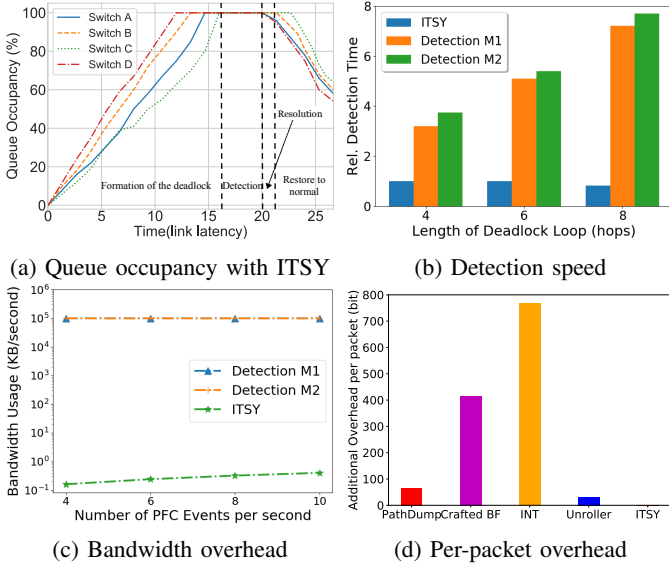 Queue Occupancy (%)
100
80
60
40
20
0
Switch A
Switch B
Switch C
Switch D
Formation of the deadlock
Detection
Resolution
Restore to
normal
0 5 10 15 20 25
Time(link latency)
(a) Queue occupancy with ITSY
Rel. Detection Time
8
6
4
2
0
ITSY
Detection M1
Detection M2
4 6 8
Length of Deadlock Loop (hops)
(b) Detection speed
Bandwidth Usage (KB/second)
10^6
10^5
10^4
10^3
10^2
10^1
10^0
10^-1
Detection M1
Detection M2
ITSY
4 6 8 10
Number of PFC Events per second
(c) Bandwidth overhead
Additional Overhead per packet (bit)
800
700
600
500
400
300
200
100
0
PathDump Crafted BF INT Unroller ITSY
(d) Per-packet overhead